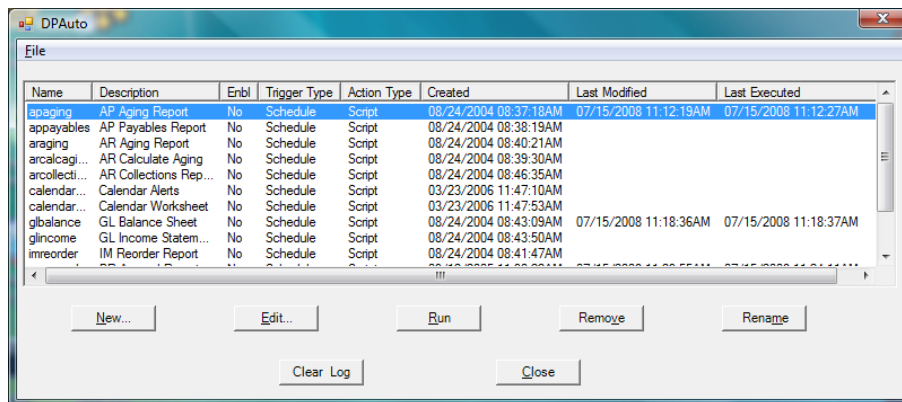 DPAuto
File
Name Description Enbl Trigger Type Action Type Created Last Modified Last Executed
apaging AP Aging Report No Schedule Script 08/24/2004 08:37:18AM 07/15/2008 11:12:19AM 07/15/2008 11:12:27AM
appayables AP Payables Report No Schedule Script 08/24/2004 08:38:19AM
araging AR Aging Report No Schedule Script 08/24/2004 08:40:21AM
arcalcagi... AR Calculate Aging No Schedule Script 08/24/2004 08:39:30AM
arcollecti... AR Collections Rep... No Schedule Script 08/24/2004 08:46:35AM
calendar... Calendar Alerts No Schedule Script 03/23/2006 11:47:10AM
calendar... Calendar Worksheet No Schedule Script 03/23/2006 11:47:53AM
glbalance GL Balance Sheet No Schedule Script 08/24/2004 08:43:09AM 07/15/2008 11:18:36AM 07/15/2008 11:18:37AM
glincome GL Income Statem... No Schedule Script 08/24/2004 08:43:50AM
imreorder IM Reorder Report No Schedule Script 08/24/2004 08:41:47AM
New... Edit... Run Remove Rename
Clear Log Close